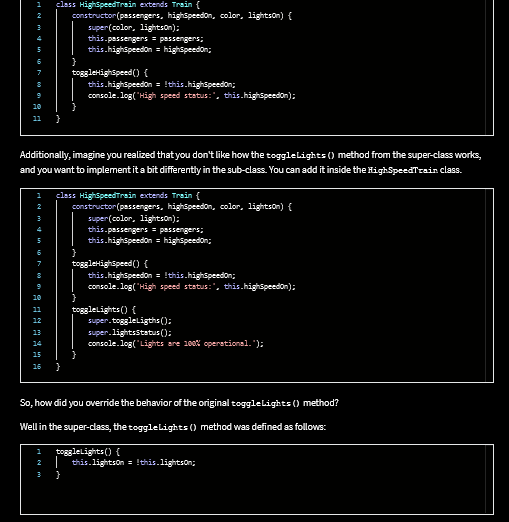 1 class HighSpeedTrain extends Train {
2 constructor(passengers, highSpeedOn, color, lightsOn) {
3 super(color, lightsOn);
4 this.passengers = passengers;
5 this.highSpeedOn = highSpeedOn;
6 }
7 toggleHighSpeed() {
8 this.highSpeedOn = !this.highSpeedOn;
9 console.log('High speed status:', this.highSpeedOn);
10 }
11 }
Additionally, imagine you realized that you don't like how the toggleLights() method from the super-class works,
and you want to implement it a bit differently in the sub-class. You can add it inside the HighSpeedTrain class.
1 class HighSpeedTrain extends Train {
2 constructor(passengers, highSpeedOn, color, lightsOn) {
3 super(color, lightsOn);
4 this.passengers = passengers;
5 this.highSpeedOn = highSpeedOn;
6 }
7 toggleHighSpeed() {
8 this.highSpeedOn = !this.highSpeedOn;
9 console.log('High speed status:', this.highSpeedOn);
10 }
11 toggleLights() {
12 super.toggleLigths();
13 super.lightsStatus();
14 console.log('Lights are 100% operational.');
15 }
16 }
So, how did you override the behavior of the original toggleLights() method?
Well in the super-class, the toggleLights() method was defined as follows:
1 toggleLights() {
2 this.lightsOn = !this.lightsOn;
3 }